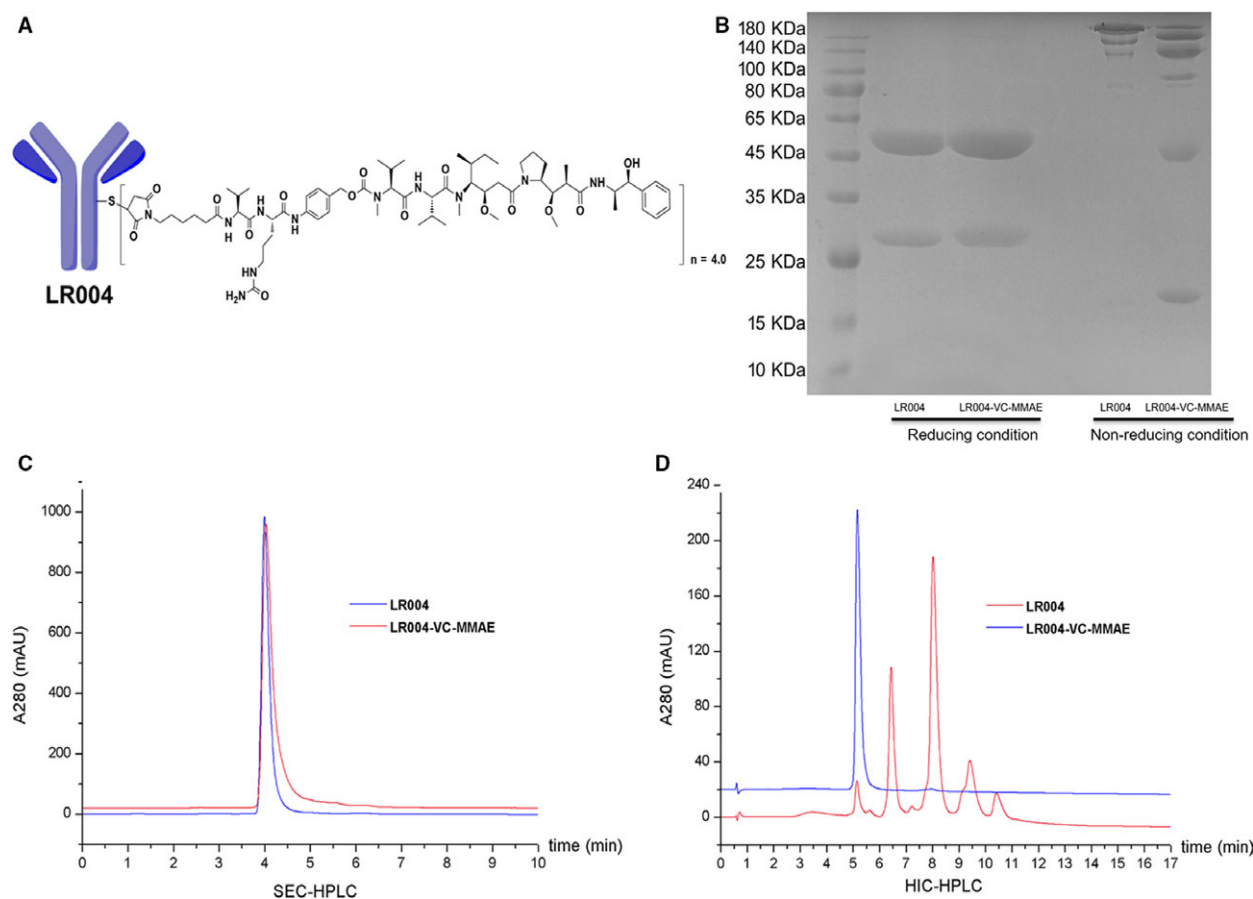 A
S
O
O
N
O
N
H
O
H
N
O
N
H
O
O
N
O
N
H
O
N
O
O
N
O
O
HN
OH
HN
H₂N
O
n = 4.0
LR004
B
180 KDa
140 KDa
100 KDa
80 KDa
65 KDa
45 KDa
35 KDa
25 KDa
15 KDa
10 KDa
LR004 LR004-VC-MMAE LR004 LR004-VC-MMAE
Reducing condition Non-reducing condition
C
1000
800
600
400
200
0
A280 (mAU)
LR004
LR004-VC-MMAE
0 1 2 3 4 5 6 7 8 9 10
time (min)
SEC-HPLC
D
240
200
160
120
80
40
0
A280 (mAU)
LR004
LR004-VC-MMAE
0 1 2 3 4 5 6 7 8 9 10 11 12 13 14 15 16 17
time (min)
HIC-HPLC